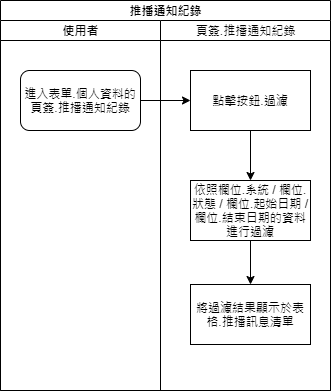 推播通知紀錄
使用者
頁簽.推播通知紀錄
進入表單.個人資料的
頁簽.推播通知紀錄
點擊按鈕.過濾
依照欄位.系統 / 欄位.
狀態 / 欄位.起始日期 /
欄位.結束日期的資料
進行過濾
將過濾結果顯示於表
格.推播訊息清單